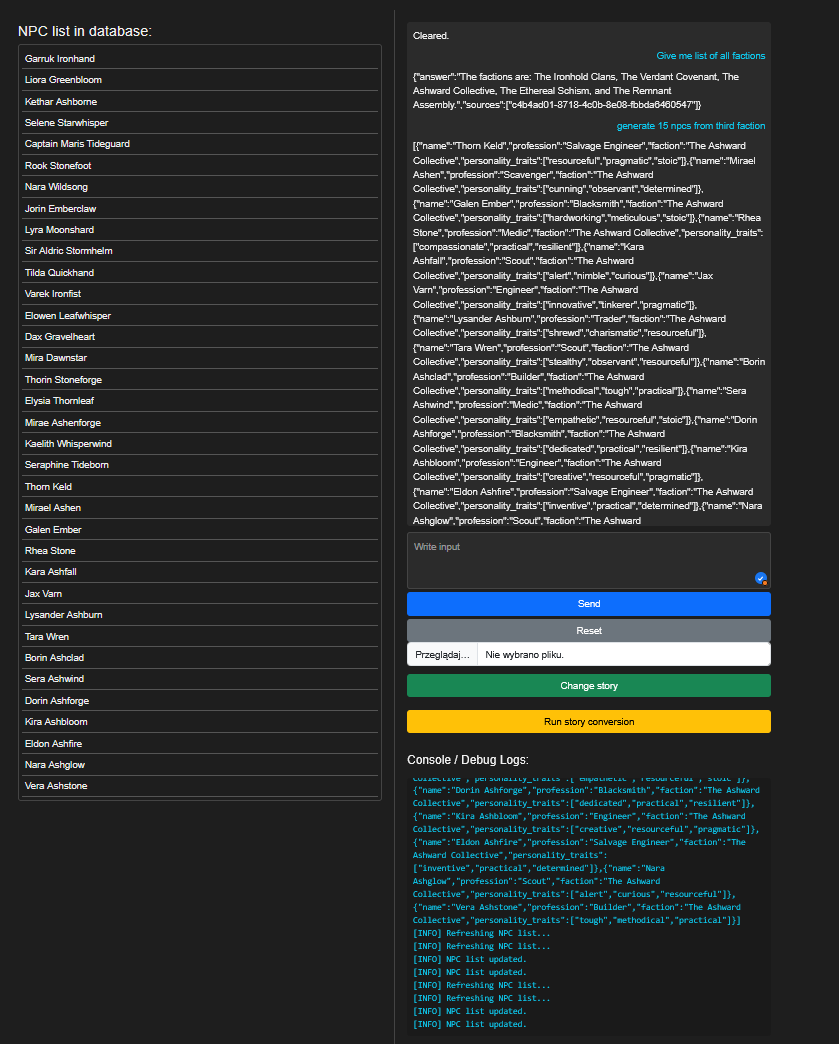 NPC list in database:
Garruk Ironhand
Liora Greenbloom
Kethar Ashborne
Selene Starwhisper
Captain Maris Tideguard
Rook Stonefoot
Nara Wildsong
Jorin Emberclaw
Lyra Moonshard
Sir Aldric Stormhelm
Tilda Quickhand
Varek Ironfist
Elowen Leafwhisper
Dax Gravelheart
Mira Dawnstar
Thorin Stoneforge
Elysia Thornleaf
Mirae Ashenforge
Kaelith Whisperwind
Seraphine Tideborn
Thorn Keld
Mirael Ashen
Galen Ember
Rhea Stone
Kara Ashfall
Jax Varn
Lysander Ashburn
Tara Wren
Borin Ashclad
Sera Ashwind
Dorin Ashforge
Kira Ashbloom
Eldon Ashfire
Nara Ashglow
Vera Ashstone
Cleared.
Give me list of all factions
{"answer":"The factions are: The Ironhold Clans, The Verdant Covenant, The
Ashward Collective, The Ethereal Schism, and The Remnant
Assembly.","sources":["c4b4ad01-8718-4c0b-8e08-fbbda6460547"]}
generate 15 npcs from third faction
[{"name":"Thorn Keld","profession":"Salvage Engineer","faction":"The Ashward
Collective","personality_traits":["resourceful","pragmatic","stoic"]},{"name":"Mirael
Ashen","profession":"Scavenger","faction":"The Ashward
Collective","personality_traits":["cunning","observant","determined"]},
{"name":"Galen Ember","profession":"Blacksmith","faction":"The Ashward
Collective","personality_traits":["hardworking","meticulous","stoic"]},{"name":"Rhea
Stone","profession":"Medic","faction":"The Ashward Collective","personality_traits":
["compassionate","practical","resilient"]},{"name":"Kara
Ashfall","profession":"Scout","faction":"The Ashward
Collective","personality_traits":["alert","nimble","curious"]},{"name":"Jax
Varn","profession":"Engineer","faction":"The Ashward
Collective","personality_traits":["innovative","tinkerer","pragmatic"]},
{"name":"Lysander Ashburn","profession":"Trader","faction":"The Ashward
Collective","personality_traits":["shrewd","charismatic","resourceful"]},
{"name":"Tara Wren","profession":"Scout","faction":"The Ashward
Collective","personality_traits":["stealthy","observant","resourceful"]},{"name":"Borin
Ashclad","profession":"Builder","faction":"The Ashward
Collective","personality_traits":["methodical","tough","practical"]},{"name":"Sera
Ashwind","profession":"Medic","faction":"The Ashward
Collective","personality_traits":["empathetic","resourceful","stoic"]},{"name":"Dorin
Ashforge","profession":"Blacksmith","faction":"The Ashward
Collective","personality_traits":["dedicated","practical","resilient"]},{"name":"Kira
Ashbloom","profession":"Engineer","faction":"The Ashward
Collective","personality_traits":["creative","resourceful","pragmatic"]},
{"name":"Eldon Ashfire","profession":"Salvage Engineer","faction":"The Ashward
Collective","personality_traits":["inventive","practical","determined"]},{"name":"Nara
Ashglow","profession":"Scout","faction":"The Ashward
Write input
Send
Reset
Przeglądaj... Nie wybrano pliku.
Change story
Run story conversion
Console / Debug Logs:
Collective","personality_traits":["empathetic","resourceful","stoic"]},
{"name":"Dorin Ashforge","profession":"Blacksmith","faction":"The Ashward
Collective","personality_traits":["dedicated","practical","resilient"]},
{"name":"Kira Ashbloom","profession":"Engineer","faction":"The Ashward
Collective","personality_traits":["creative","resourceful","pragmatic"]},
{"name":"Eldon Ashfire","profession":"Salvage Engineer","faction":"The
Ashward Collective","personality_traits":
["inventive","practical","determined"]},{"name":"Nara
Ashglow","profession":"Scout","faction":"The Ashward
Collective","personality_traits":["alert","curious","resourceful"]},
{"name":"Vera Ashstone","profession":"Builder","faction":"The Ashward
Collective","personality_traits":["tough","methodical","practical"]}]
[INFO] Refreshing NPC list...
[INFO] Refreshing NPC list...
[INFO] NPC list updated.
[INFO] NPC list updated.
[INFO] Refreshing NPC list...
[INFO] Refreshing NPC list...
[INFO] NPC list updated.
[INFO] NPC list updated.